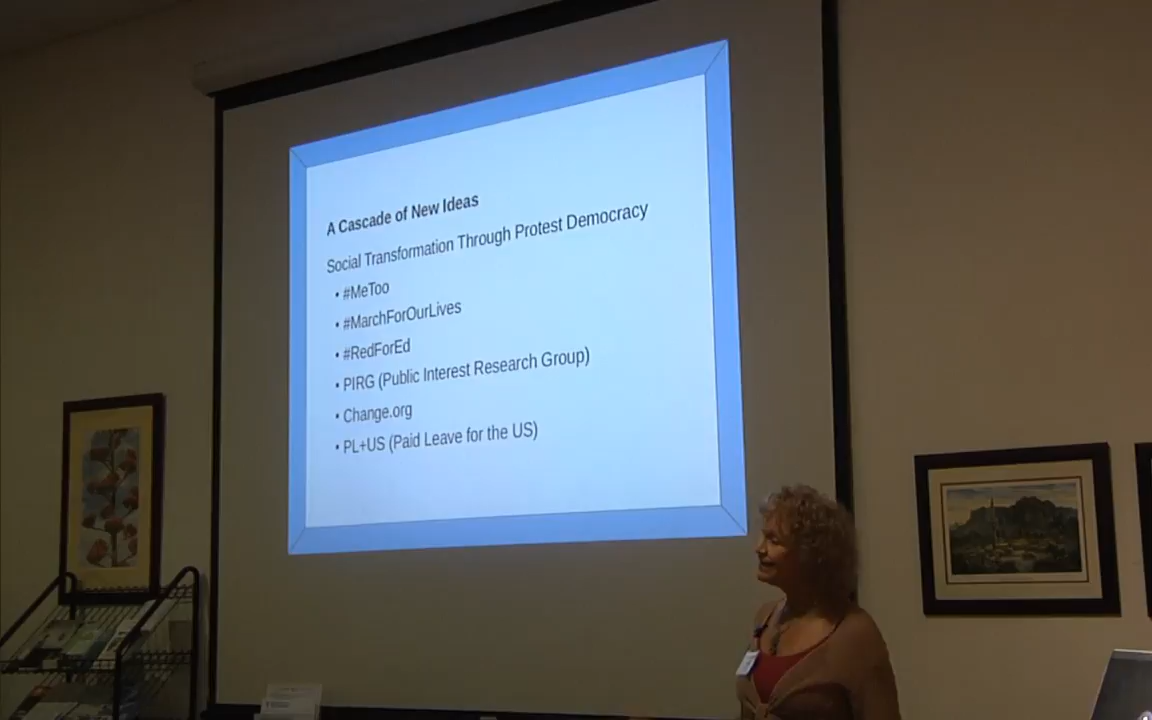 A Cascade of New Ideas
Social Transformation Through Protest Democracy
• #MeToo
• #MarchForOurLives
• #RedForEd
• PIRG (Public Interest Research Group)
• Change.org
• PL+US (Paid Leave for the US)